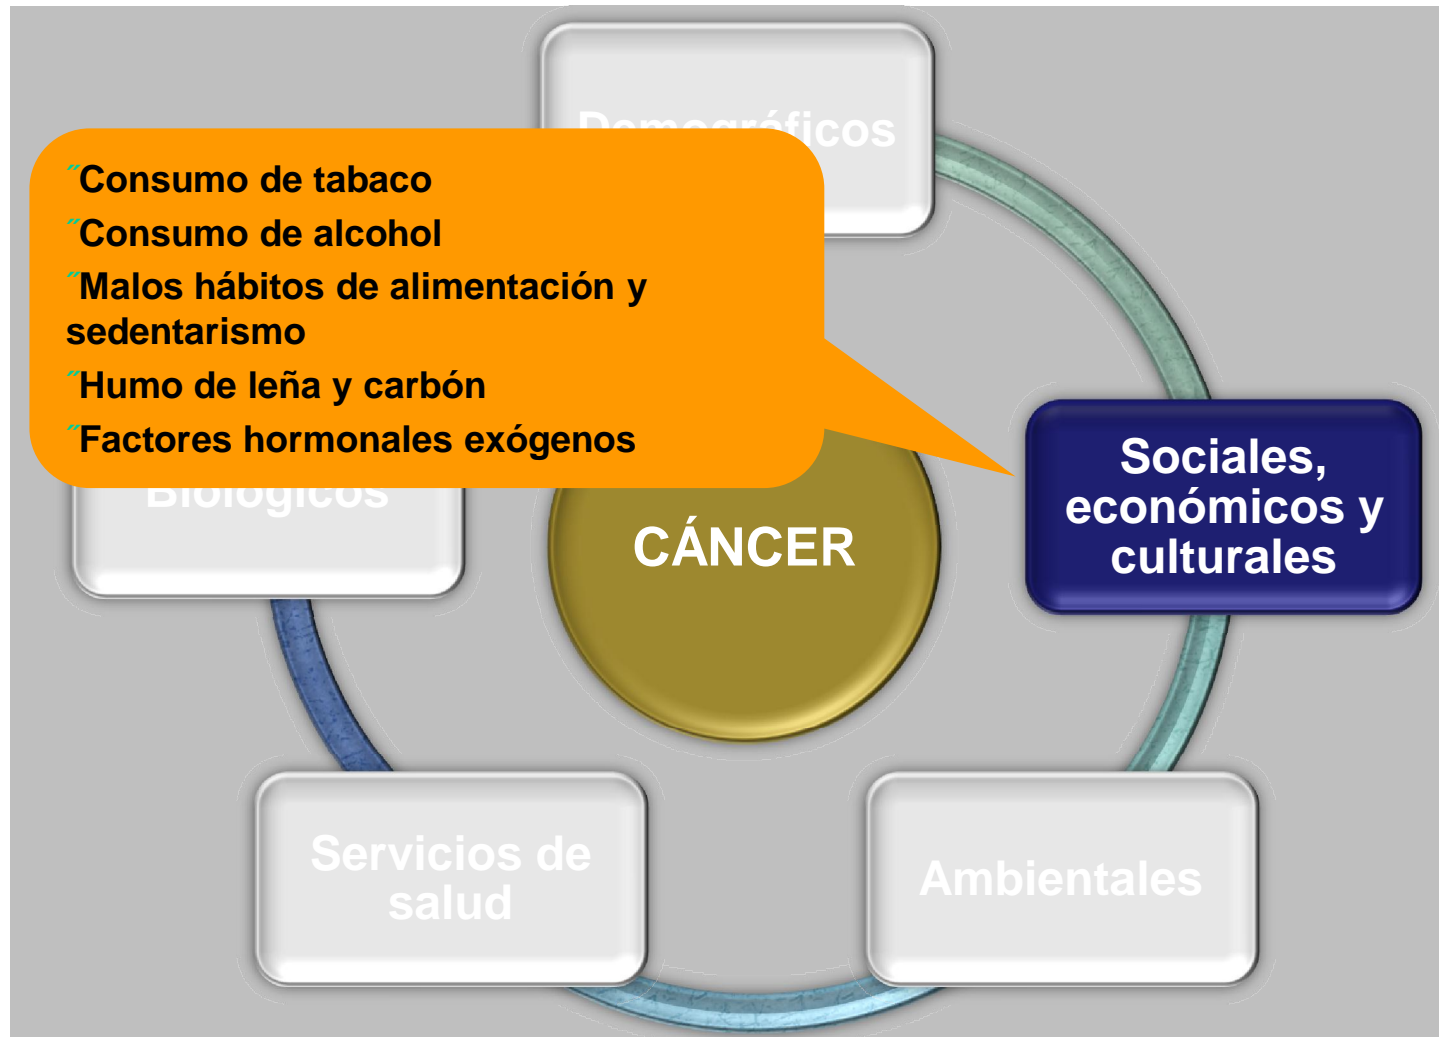 Demográficos
˝Consumo de tabaco
˝Consumo de alcohol
˝Malos hábitos de alimentación y
sedentarismo
˝Humo de leña y carbón
˝Factores hormonales exógenos
Biológicos
CÁNCER
Sociales,
económicos y
culturales
Servicios de
salud
Ambientales